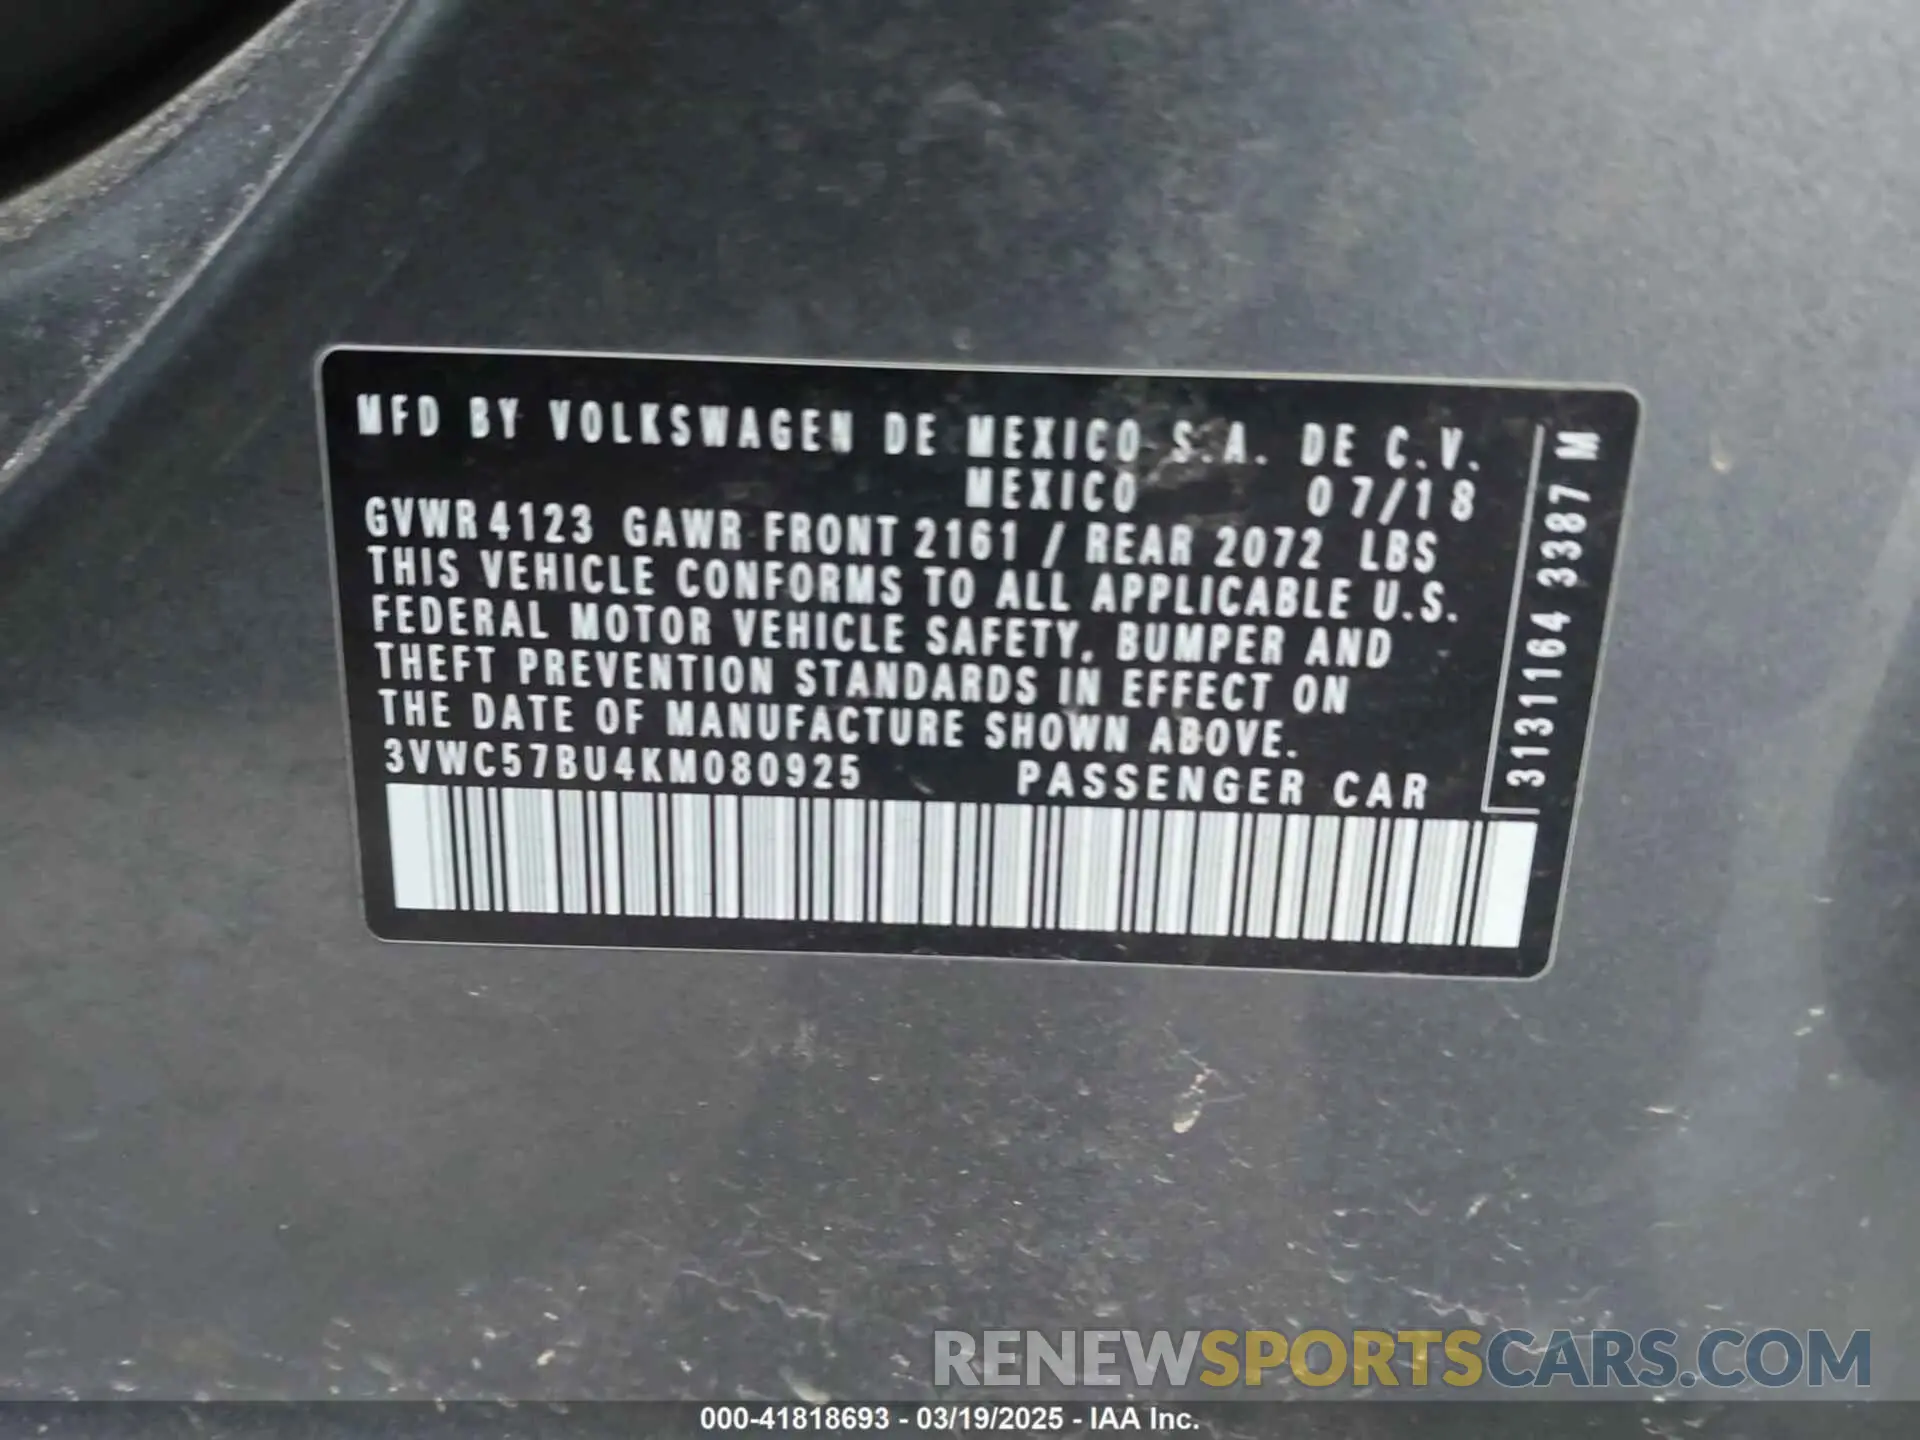 MFD BY VOLKSWAGEN DE MEXICO S.A. DE C.V.
MEXICO 07/18
GVWR 4123 GAWR FRONT 2161 / REAR 2072 LBS
THIS VEHICLE CONFORMS TO ALL APPLICABLE U.S.
FEDERAL MOTOR VEHICLE SAFETY, BUMPER AND
THEFT PREVENTION STANDARDS IN EFFECT ON
THE DATE OF MANUFACTURE SHOWN ABOVE.
3VWC57BU4KM080925 PASSENGER CAR
3131164 3387 M
RENEWSPORTSCARS.COM
000-41818693 - 03/19/2025 - IAA Inc.